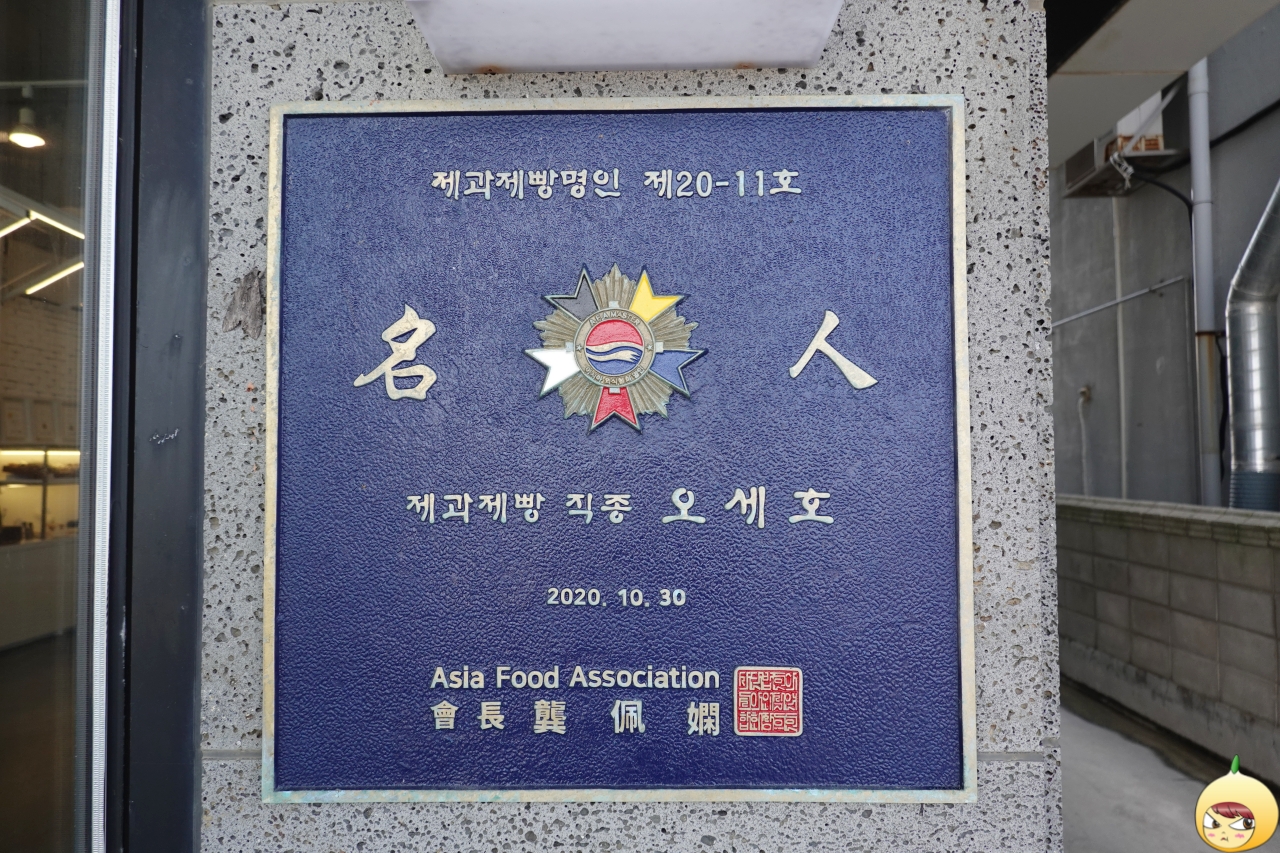 제과제빵명인 제20-11호
名 人
제과제빵 직종 오세호
2020. 10. 30
Asia Food Association
會長 龔佩嫻